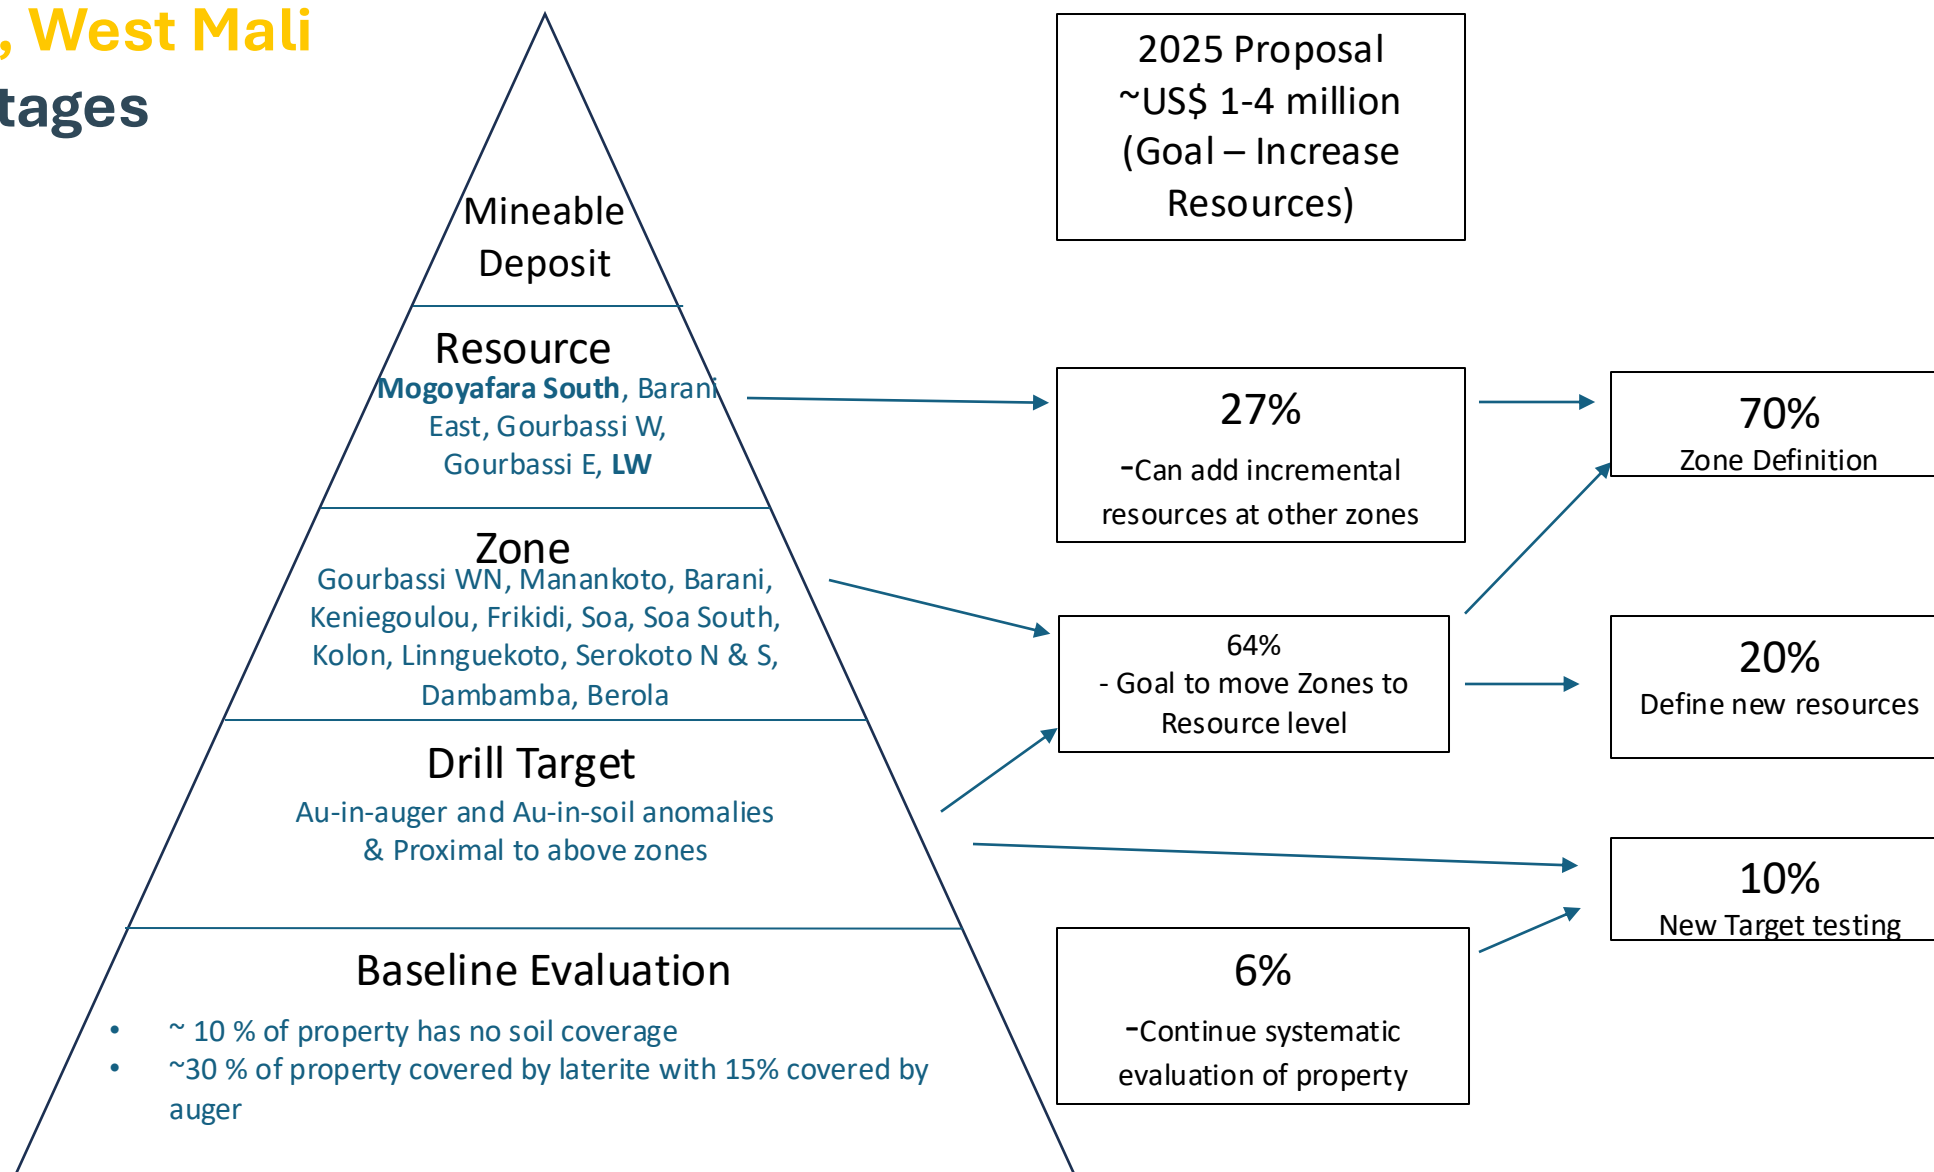 , West Mali
tages
Mineable
Deposit
Resource
Mogoyafara South, Barani
East, Gourbassi W,
Gourbassi E, LW
Zone
Gourbassi WN, Manankoto, Barani,
Keniegoulou, Frikidi, Soa, Soa South,
Kolon, Linnguekoto, Serokoto N & S,
Dambamba, Berola
Drill Target
Au-in-auger and Au-in-soil anomalies
& Proximal to above zones
Baseline Evaluation
• ~ 10 % of property has no soil coverage
• ~30 % of property covered by laterite with 15% covered by
auger
2025 Proposal
~US$ 1-4 million
(Goal – Increase
Resources)
27%
-Can add incremental
resources at other zones
64%
- Goal to move Zones to
Resource level
6%
-Continue systematic
evaluation of property
70%
Zone Definition
20%
Define new resources
10%
New Target testing